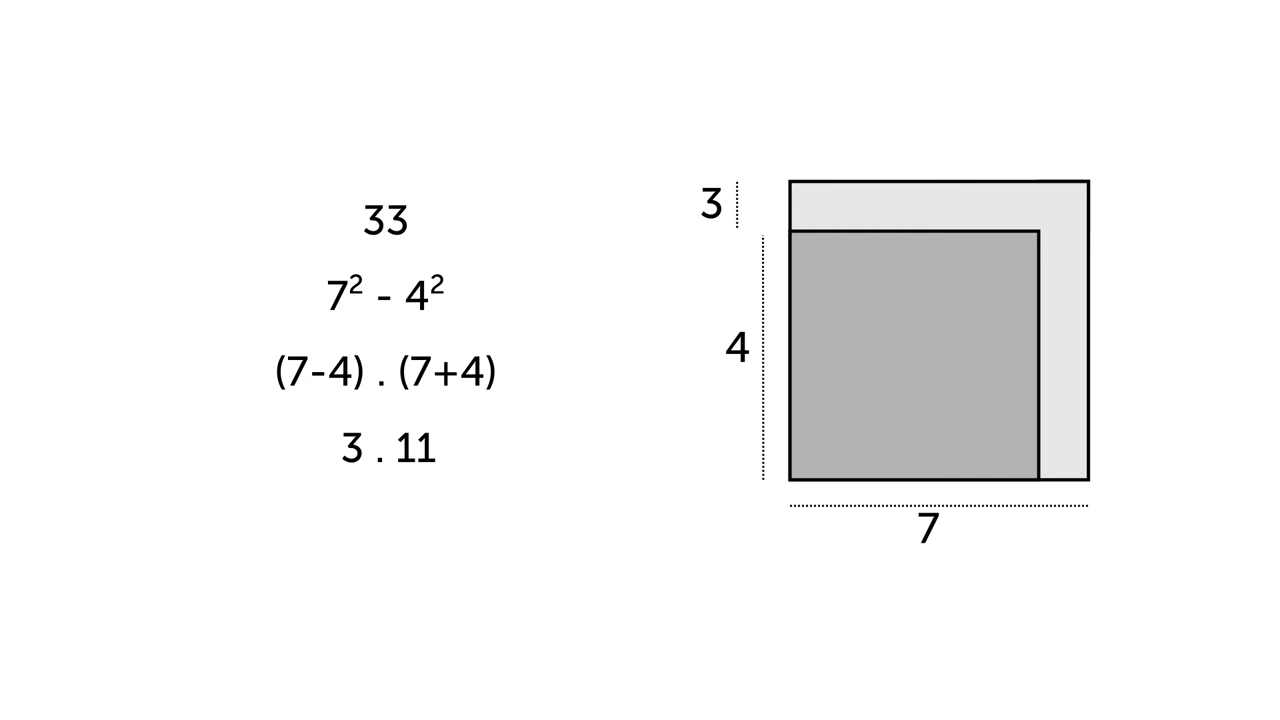 33
7² - 4²
(7-4) . (7+4)
3 . 11
3
4
7